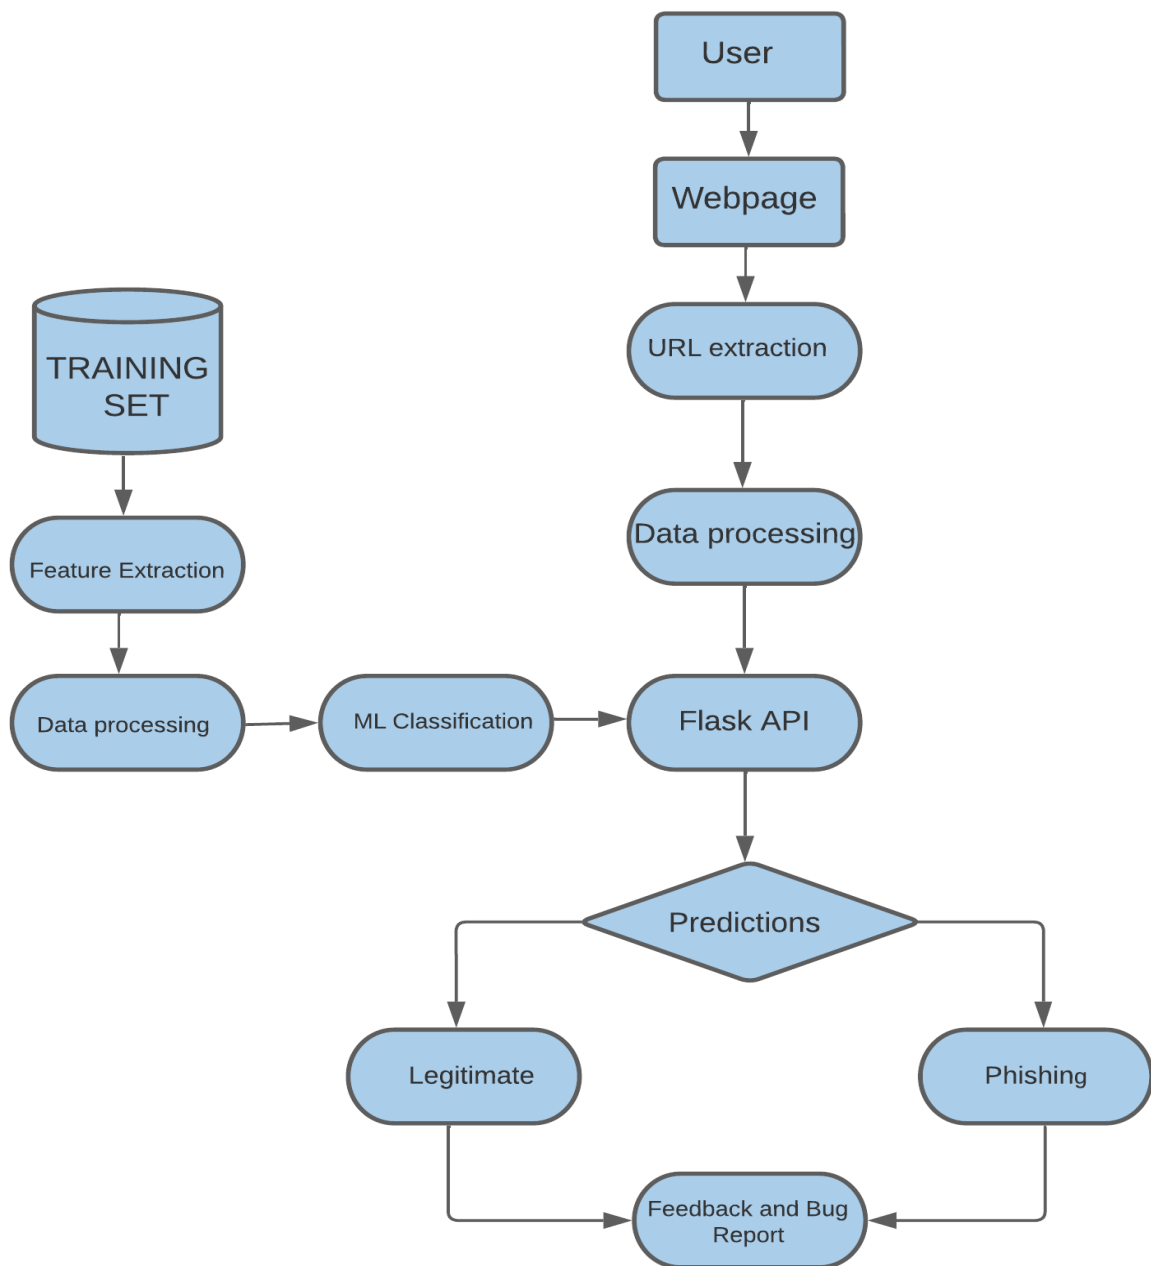 User
Webpage
URL extraction
TRAINING
SET
Data processing
Feature Extraction
Data processing
ML Classification
Flask API
Predictions
Legitimate
Phishing
Feedback and Bug
Report